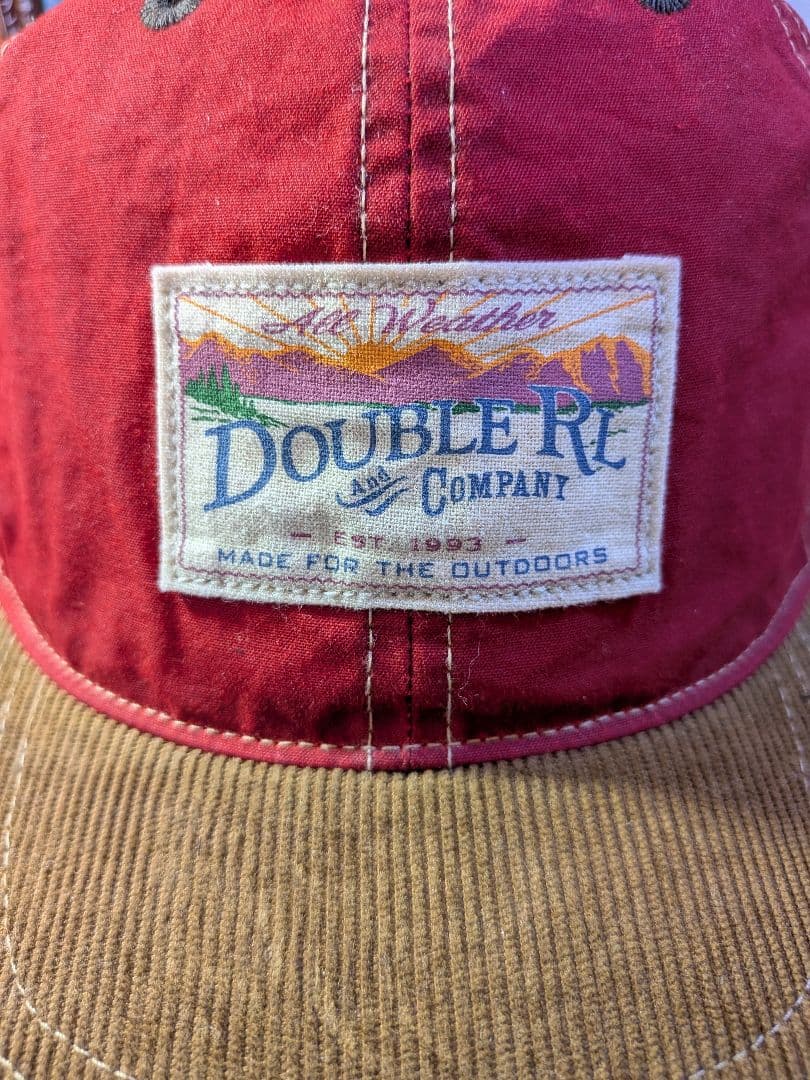 All Weather
DOUBLE RL
And COMPANY
– EST. 1993 –
MADE FOR THE OUTDOORS